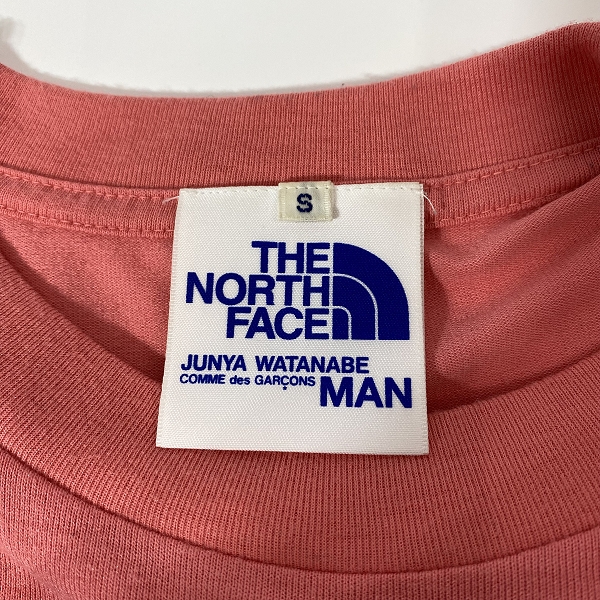 S
THE
NORTH
FACE
JUNYA WATANABE
COMME des GARÇONS MAN